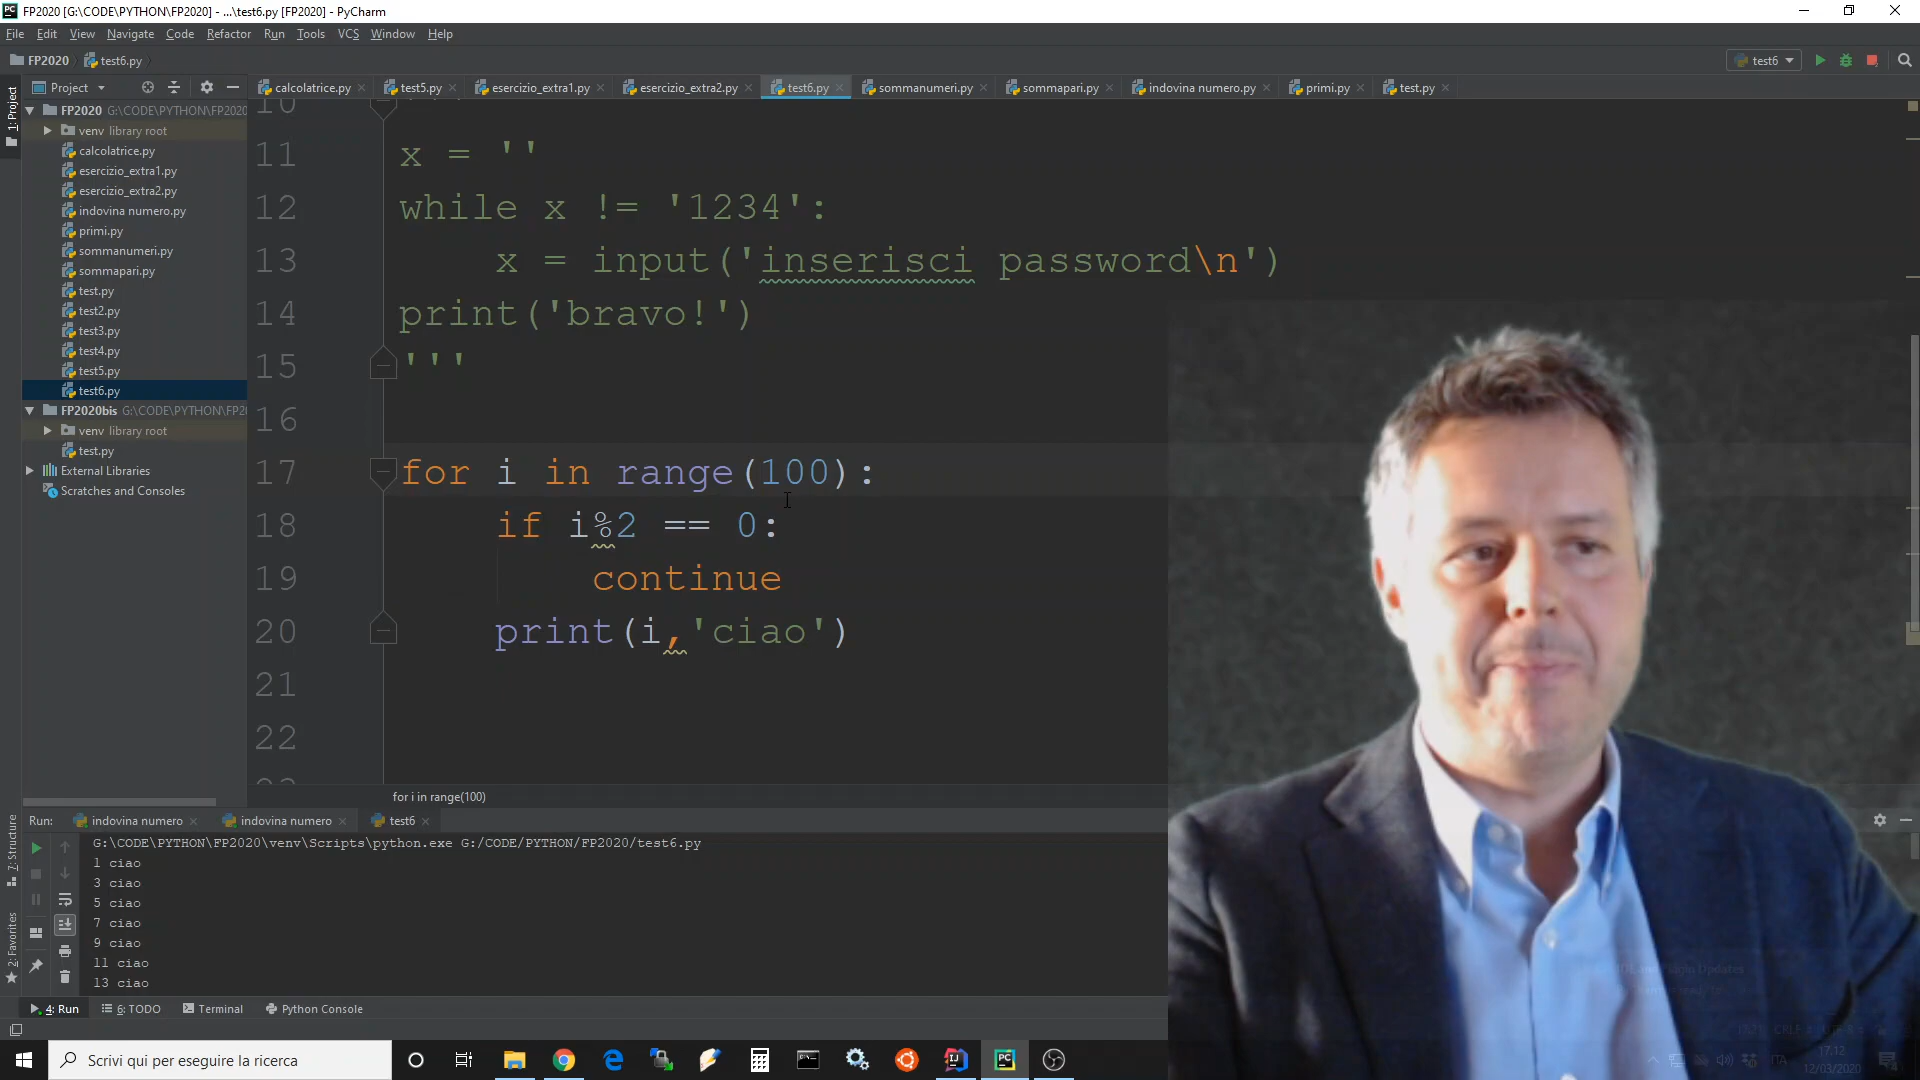 FP2020 [G:\CODE\PYTHON\FP2020] - ...\test6.py [FP2020] - PyCharm
File Edit View Navigate Code Refactor Run Tools VCS Window Help
FP2020 test6.py
test6
Project
calcolatrice.py test5.py esercizio_extra1.py esercizio_extra2.py test6.py sommanumeri.py sommapari.py indovina numero.py primi.py test.py
1: Project
FP2020 G:\CODE\PYTHON\FP2020
venv library root
calcolatrice.py
esercizio_extra1.py
esercizio_extra2.py
indovina numero.py
primi.py
sommanumeri.py
sommapari.py
test.py
test2.py
test3.py
test4.py
test5.py
test6.py
FP2020bis G:\CODE\PYTHON\FP2
venv library root
test.py
External Libraries
Scratches and Consoles
10
11 x = ''
12 while x != '1234':
13 x = input('inserisci password\n')
14 print('bravo!')
15 '''
16
17 for i in range(100):
18 if i%2 == 0:
19 continue
20 print(i,'ciao')
21
22
for i in range(100)
7: Structure
2: Favorites
Run: indovina numero indovina numero test6
G:\CODE\PYTHON\FP2020\venv\Scripts\python.exe G:/CODE/PYTHON/FP2020/test6.py
1 ciao
3 ciao
5 ciao
7 ciao
9 ciao
11 ciao
13 ciao
4: Run 6: TODO Terminal Python Console
Scrivi qui per eseguire la ricerca
ITA
17:12
12/03/2020